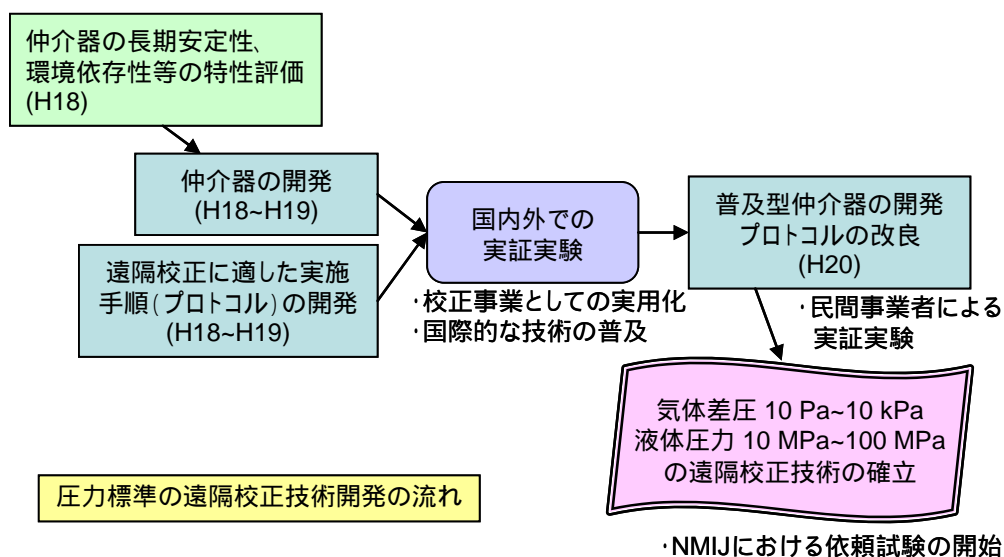 仲介器の長期安定性、
環境依存性等の特性評価
(H18)
仲介器の開発
(H18~H19)
遠隔校正に適した実施
手順(プロトコル)の開発
(H18~H19)
国内外での
実証実験
・校正事業としての実用化
・国際的な技術の普及
普及型仲介器の開発
プロトコルの改良
(H20)
・民間事業者による
実証実験
気体差圧 10 Pa~10 kPa
液体圧力 10 MPa~100 MPa
の遠隔校正技術の確立
・NMIJにおける依頼試験の開始
圧力標準の遠隔校正技術開発の流れ